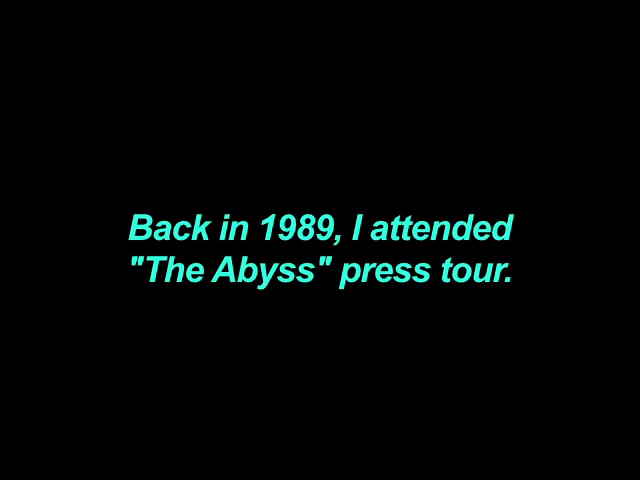 Back in 1989, I attended
"The Abyss" press tour.